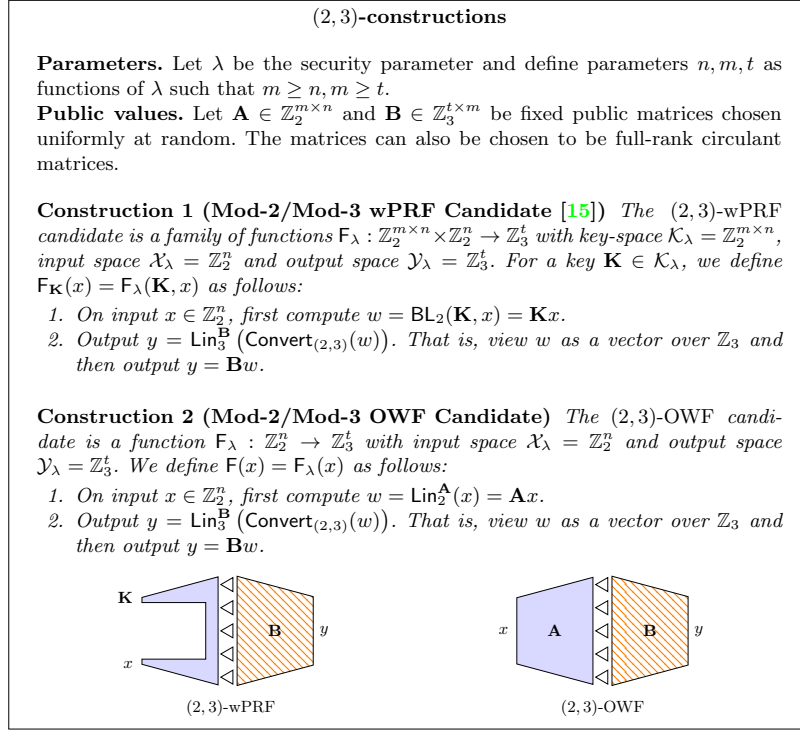 (2, 3)-constructions
Parameters. Let λ be the security parameter and define parameters n, m, t as
functions of λ such that m ≥ n, m ≥ t.
Public values. Let A ∈ ℤ₂^{m×n} and B ∈ ℤ₃^{t×m} be fixed public matrices chosen
uniformly at random. The matrices can also be chosen to be full-rank circulant
matrices.
Construction 1 (Mod-2/Mod-3 wPRF Candidate [15]) The (2, 3)-wPRF
candidate is a family of functions F_λ : ℤ₂^{m×n} × ℤ₂^n → ℤ₃^t with key-space 𝒦_λ = ℤ₂^{m×n},
input space 𝒳_λ = ℤ₂^n and output space 𝒴_λ = ℤ₃^t. For a key K ∈ 𝒦_λ, we define
F_K(x) = F_λ(K, x) as follows:
1. On input x ∈ ℤ₂^n, first compute w = BL₂(K, x) = Kx.
2. Output y = Lin₃^B (Convert_{(2,3)}(w)). That is, view w as a vector over ℤ₃ and
then output y = Bw.
Construction 2 (Mod-2/Mod-3 OWF Candidate) The (2, 3)-OWF candi-
date is a function F_λ : ℤ₂^n → ℤ₃^t with input space 𝒳_λ = ℤ₂^n and output space
𝒴_λ = ℤ₃^t. We define F(x) = F_λ(x) as follows:
1. On input x ∈ ℤ₂^n, first compute w = Lin₂^A(x) = Ax.
2. Output y = Lin₃^B (Convert_{(2,3)}(w)). That is, view w as a vector over ℤ₃ and
then output y = Bw.
K
x
B
y
(2, 3)-wPRF
x
A
B
y
(2, 3)-OWF